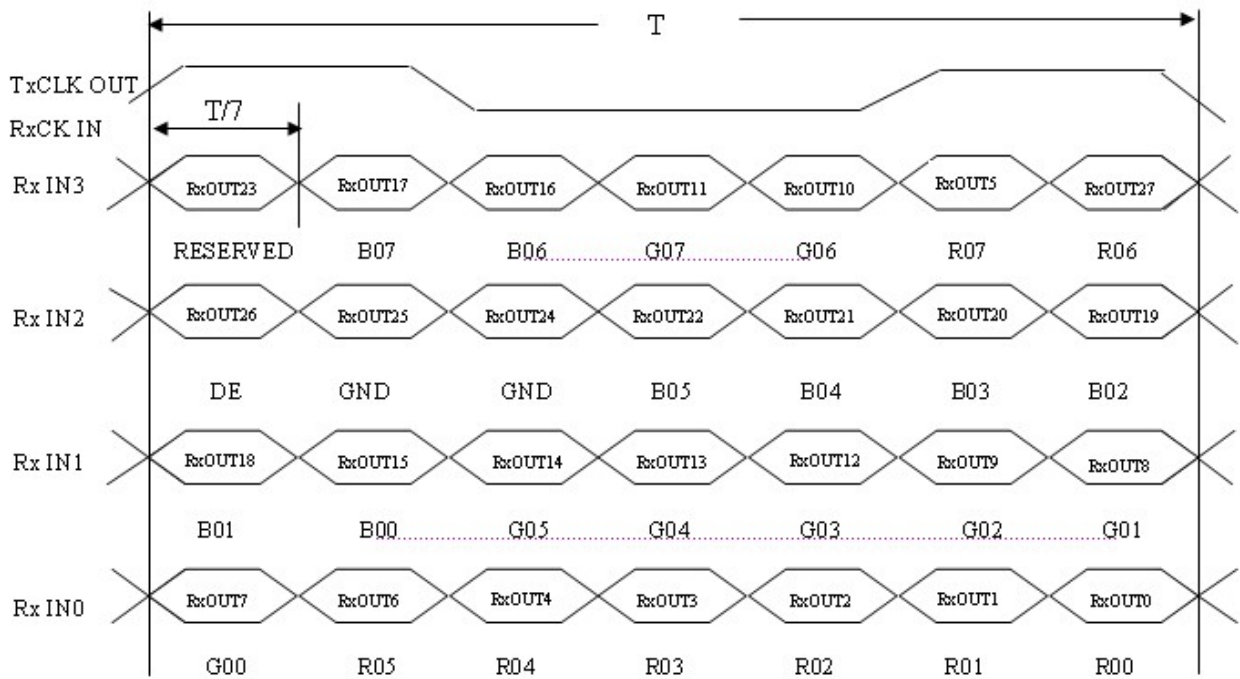 T
TxCLK OUT
T/7
RxCK IN
Rx IN3 RxOUT23 RxOUT17 RxOUT16 RxOUT11 RxOUT10 RxOUT5 RxOUT27
RESERVED B07 B06 G07 G06 R07 R06
Rx IN2 RxOUT26 RxOUT25 RxOUT24 RxOUT22 RxOUT21 RxOUT20 RxOUT19
DE GND GND B05 B04 B03 B02
Rx IN1 RxOUT18 RxOUT15 RxOUT14 RxOUT13 RxOUT12 RxOUT9 RxOUT8
B01 B00 G05 G04 G03 G02 G01
Rx IN0 RxOUT7 RxOUT6 RxOUT4 RxOUT3 RxOUT2 RxOUT1 RxOUT0
G00 R05 R04 R03 R02 R01 R00